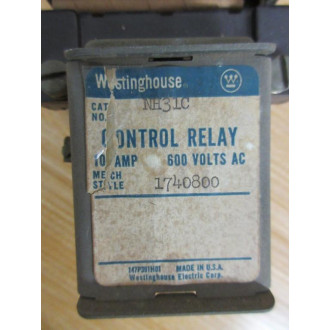 Westinghouse
W
CAT
NO. NH31C
CONTROL RELAY
10 AMP 600 VOLTS AC
MECH
STYLE 1740800
MADE IN U.S.A.
Westinghouse Electric Corp.